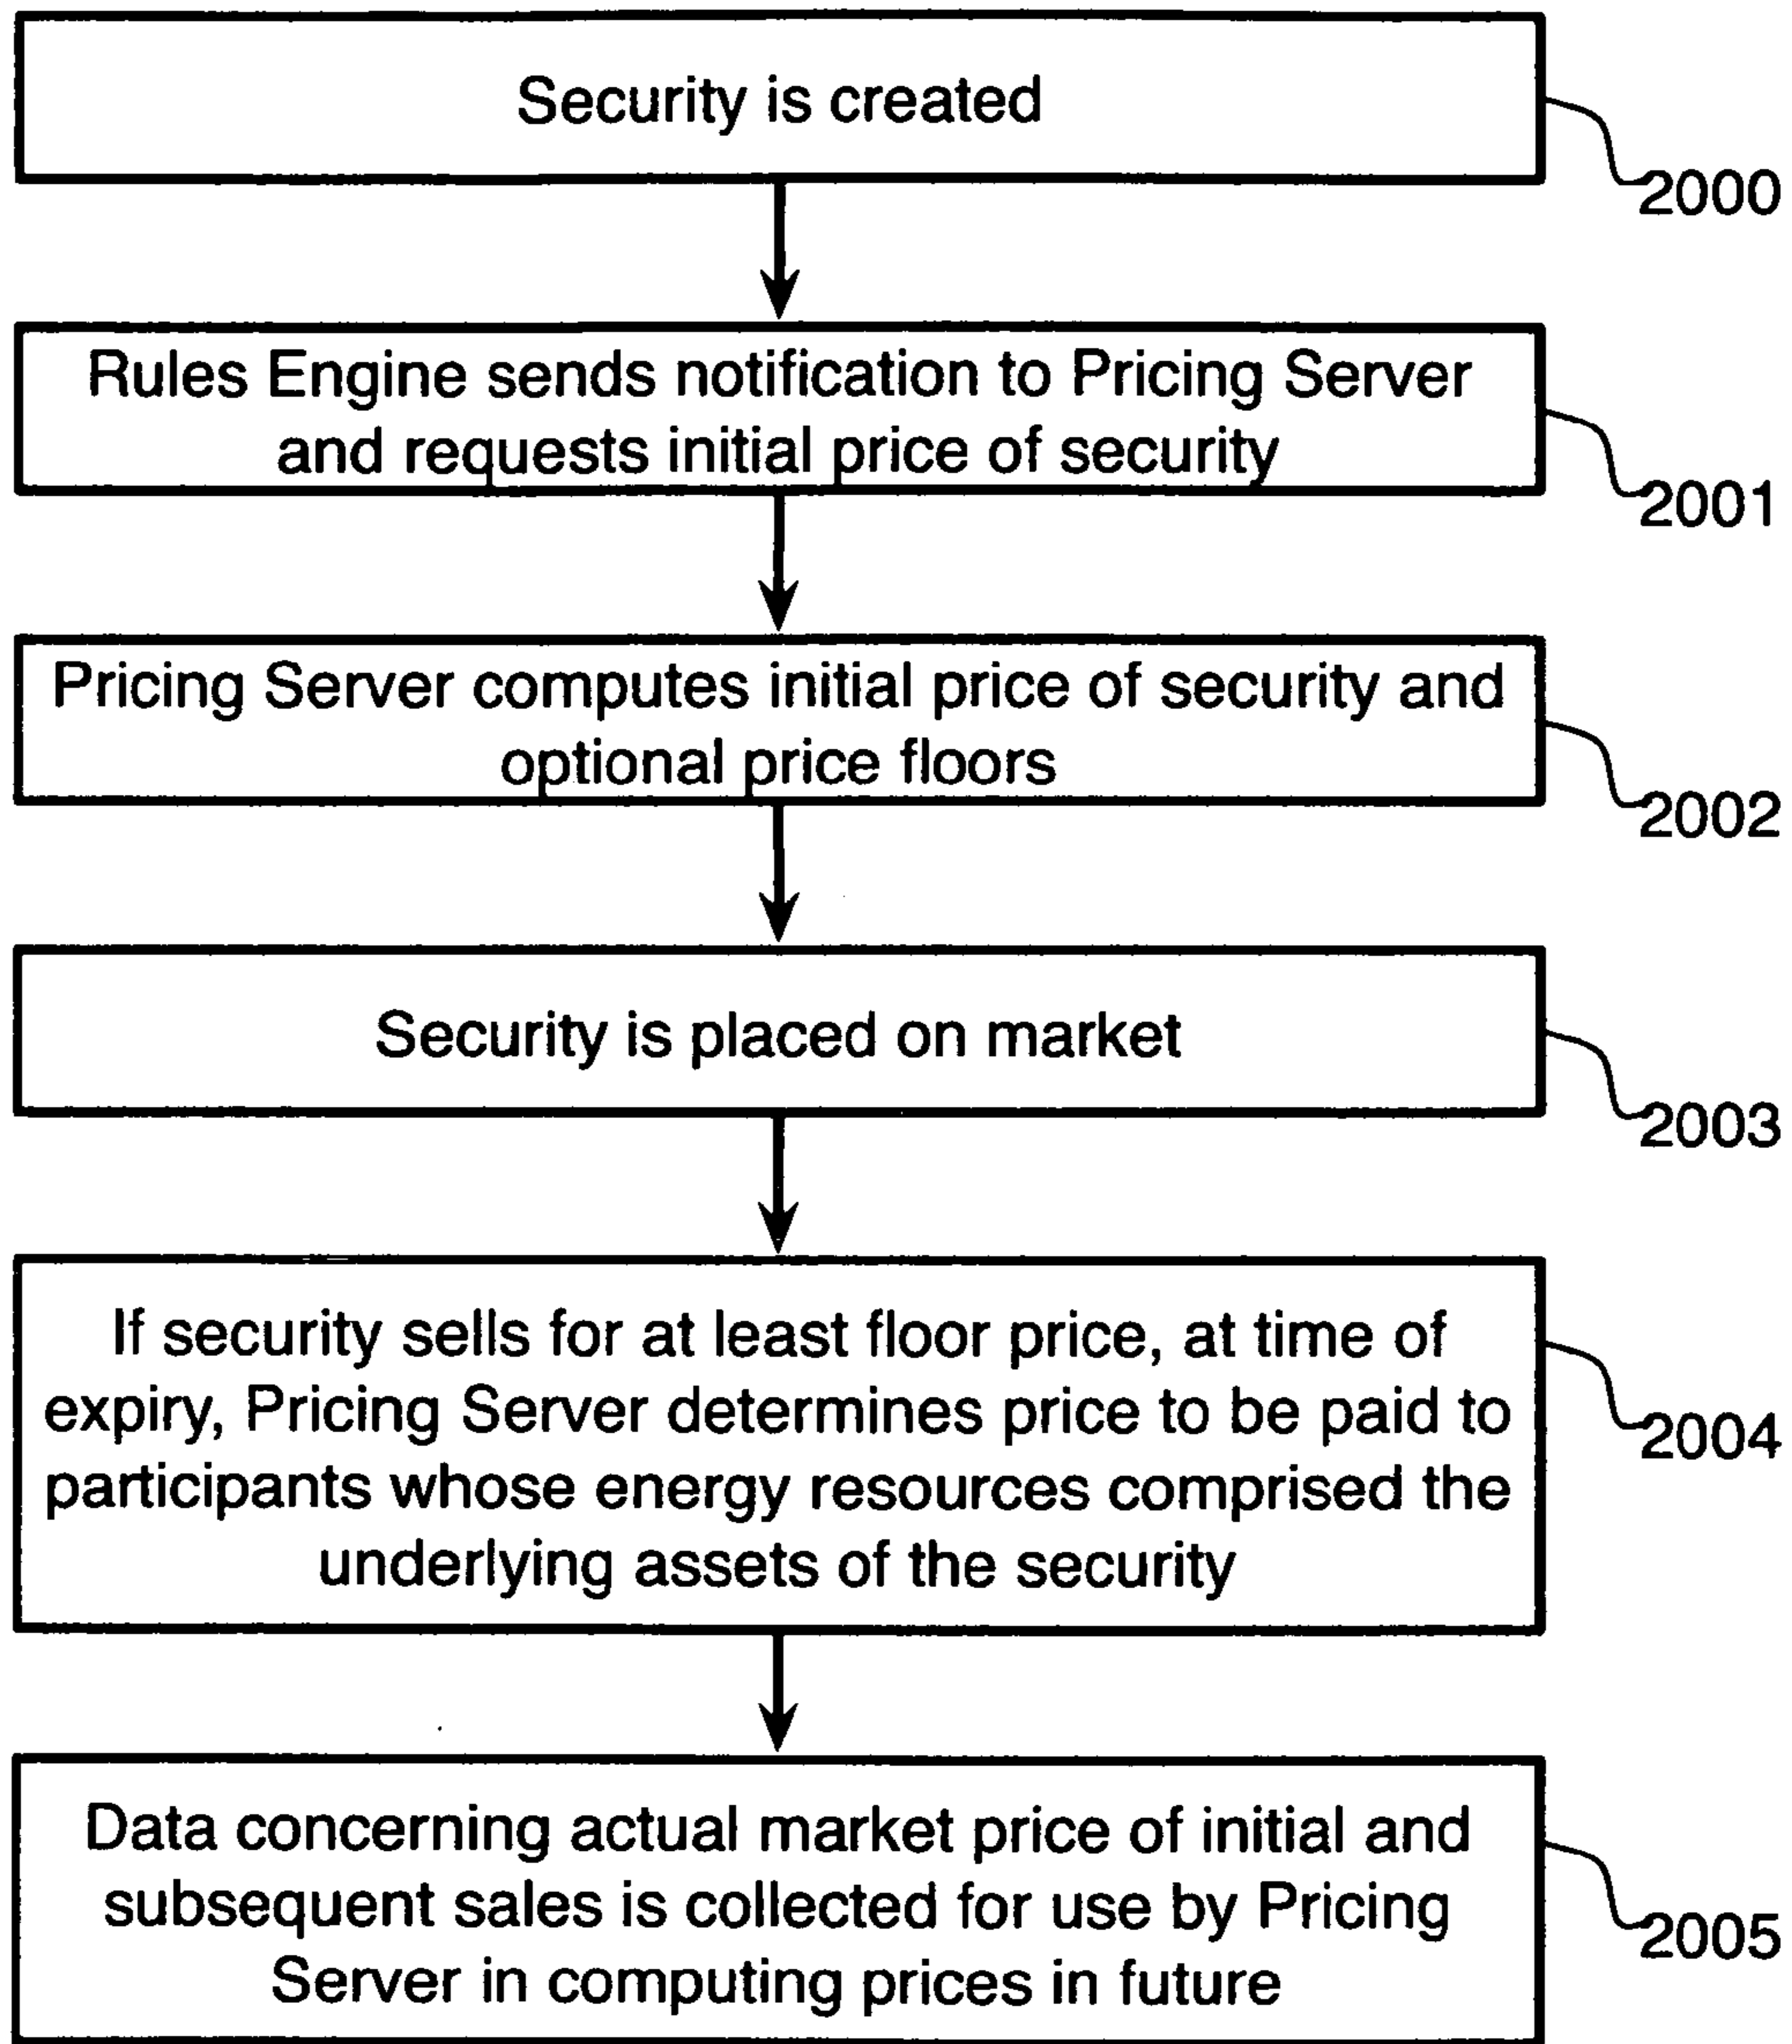 Security is created
2000
Rules Engine sends notification to Pricing Server
and requests initial price of security
2001
Pricing Server computes initial price of security and
optional price floors
2002
Security is placed on market
2003
If security sells for at least floor price, at time of
expiry, Pricing Server determines price to be paid to
participants whose energy resources comprised the
underlying assets of the security
2004
Data concerning actual market price of initial and
subsequent sales is collected for use by Pricing
Server in computing prices in future
2005